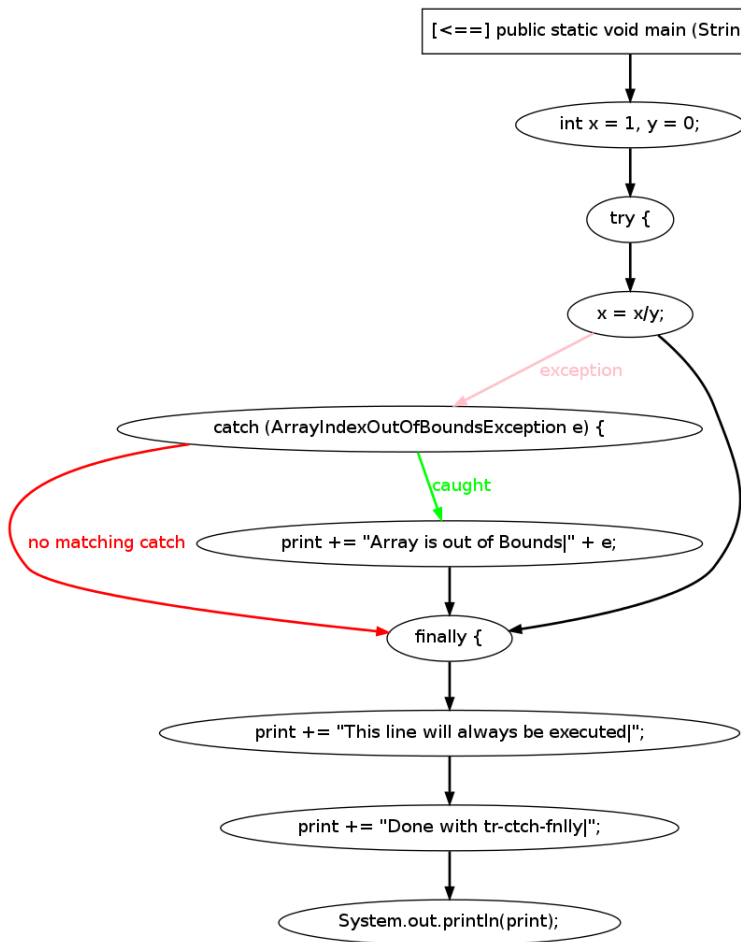 [<==] public static void main (Strin
int x = 1, y = 0;
try {
x = x/y;
exception
catch (ArrayIndexOutOfBoundsException e) {
caught
no matching catch
print += "Array is out of Bounds|" + e;
finally {
print += "This line will always be executed|";
print += "Done with tr-ctch-fnlly|";
System.out.println(print);